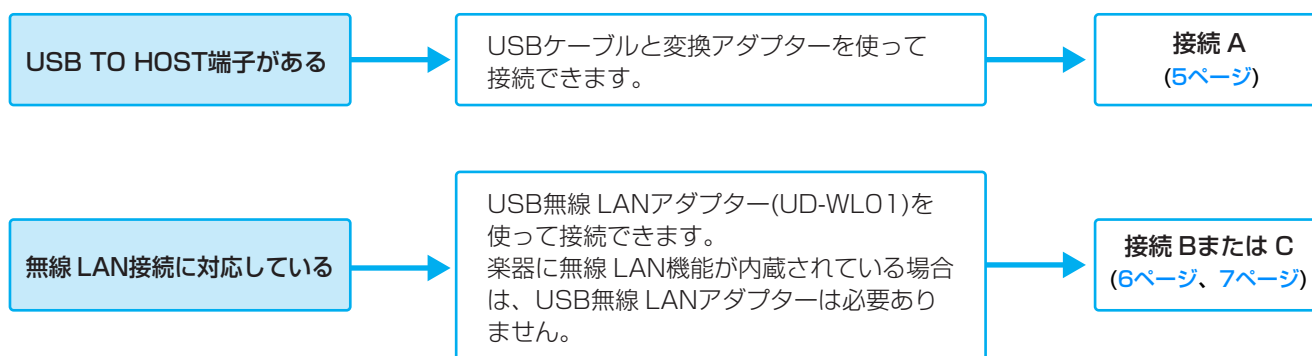 USB TO HOST端子がある
USBケーブルと変換アダプターを使って
接続できます。
接続 A
(5ページ)
無線 LAN接続に対応している
USB無線 LANアダプター(UD-WL01)を
使って接続できます。
楽器に無線 LAN機能が内蔵されている場合
は、USB無線 LANアダプターは必要あり
ません。
接続 Bまたは C
(6ページ、7ページ)